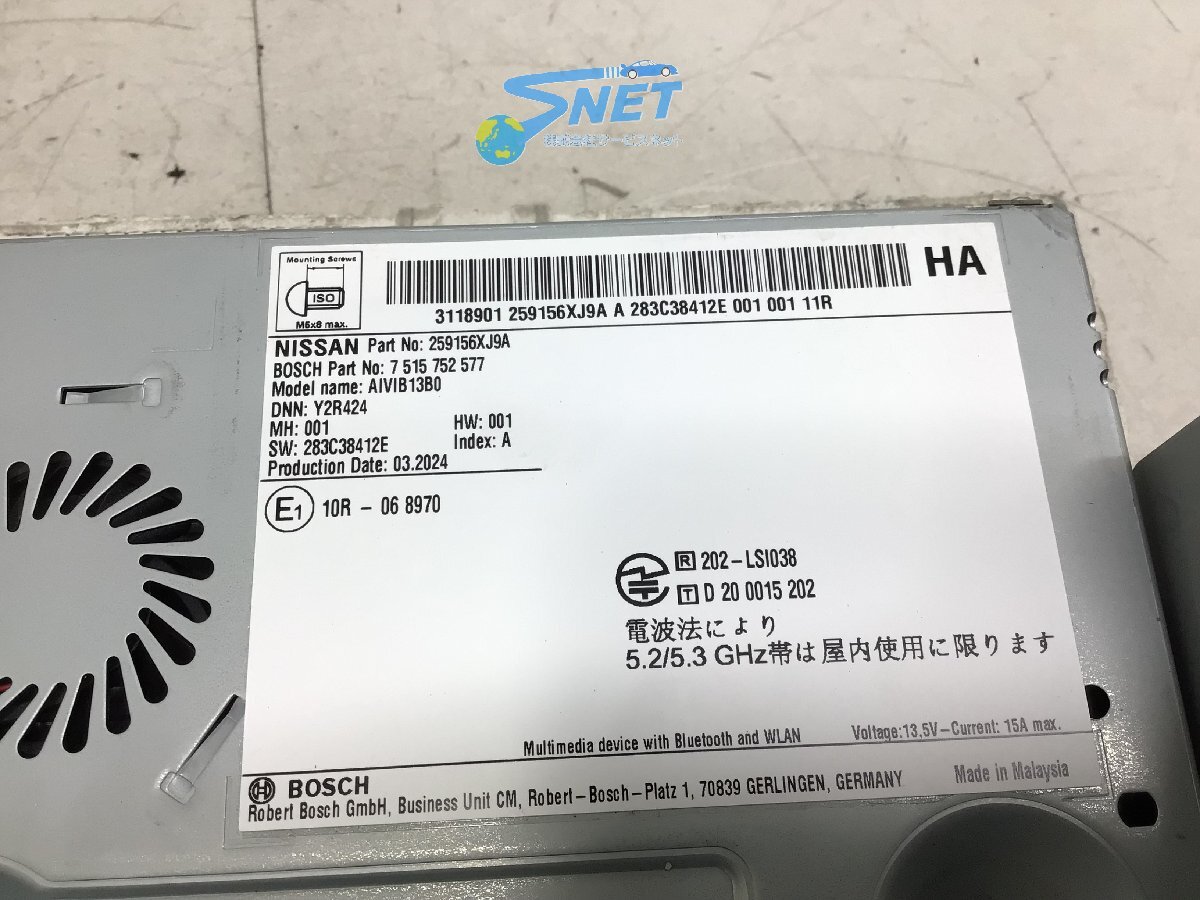 SNET
Mounting Screws
ISO
M5x8 max.
HA
3118901 259156XJ9A A 283C38412E 001 001 11R
NISSAN Part No: 259156XJ9A
BOSCH Part No: 7 515 752 577
Model name: AIVIB13B0
DNN: Y2R424
MH: 001 HW: 001
SW: 283C38412E Index: A
Production Date: 03.2024
E1 10R - 06 8970
R 202-LSI038
T D 20 0015 202
電波法により
5.2/5.3 GHz帯は屋内使用に限ります
Multimedia device with Bluetooth and WLAN Voltage:13,5V-Current: 15A max.
BOSCH
Robert Bosch GmbH, Business Unit CM, Robert-Bosch-Platz 1, 70839 GERLINGEN, GERMANY Made in Malaysia